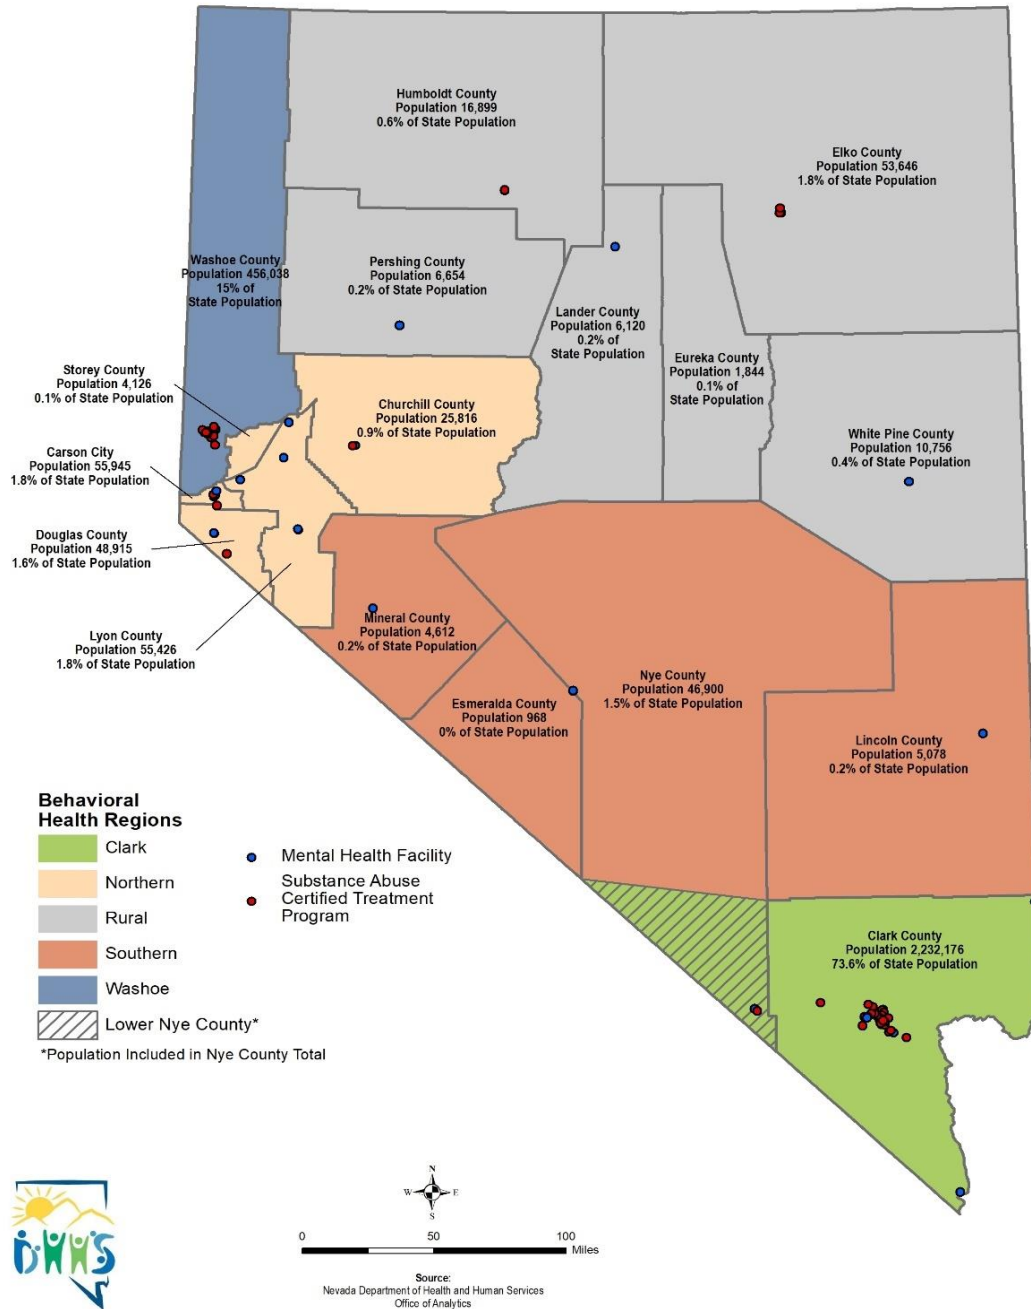 Humboldt County
Population 16,899
0.6% of State Population
Elko County
Population 53,646
1.8% of State Population
Washoe County
Population 456,038
15% of
State Population
Pershing County
Population 6,654
0.2% of State Population
Lander County
Population 6,120
0.2% of
State Population
Eureka County
Population 1,844
0.1% of
State Population
Storey County
Population 4,126
0.1% of State Population
Churchill County
Population 25,816
0.9% of State Population
White Pine County
Population 10,756
0.4% of State Population
Carson City
Population 55,945
1.8% of State Population
Douglas County
Population 48,915
1.6% of State Population
Lyon County
Population 55,426
1.8% of State Population
Mineral County
Population 4,612
0.2% of State Population
Esmeralda County
Population 968
0% of State Population
Nye County
Population 46,900
1.5% of State Population
Lincoln County
Population 5,078
0.2% of State Population
Clark County
Population 2,232,176
73.6% of State Population
Behavioral
Health Regions
Clark
Northern
Rural
Southern
Washoe
Lower Nye County*
*Population Included in Nye County Total
Mental Health Facility
Substance Abuse
Certified Treatment
Program
DHHS
N
W E
S
0 50 100
Miles
Source:
Nevada Department of Health and Human Services
Office of Analytics